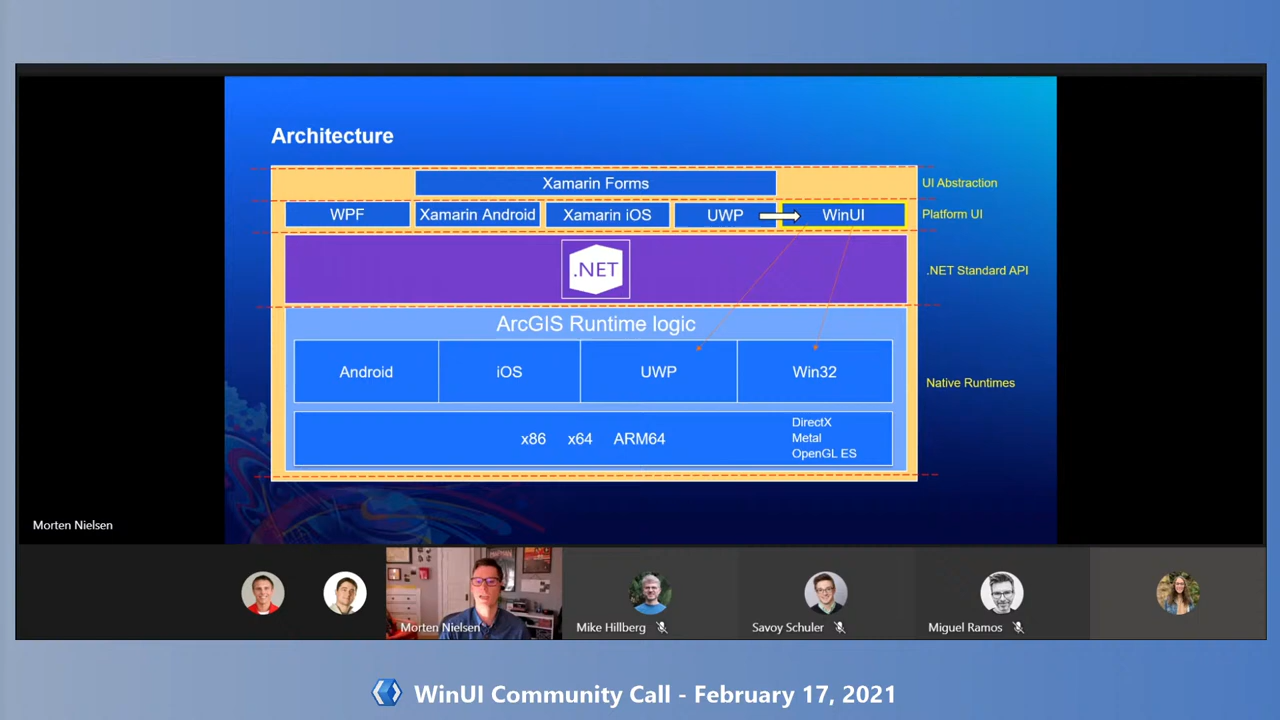 Architecture
Xamarin Forms
UI Abstraction
WPF
Xamarin Android
Xamarin iOS
UWP
WinUI
Platform UI
.NET
.NET Standard API
ArcGIS Runtime logic
Android
iOS
UWP
Win32
Native Runtimes
x86 x64 ARM64
DirectX
Metal
OpenGL ES
Morten Nielsen
Morten Nielsen
Mike Hillberg
Savoy Schuler
Miguel Ramos
WinUI Community Call - February 17, 2021